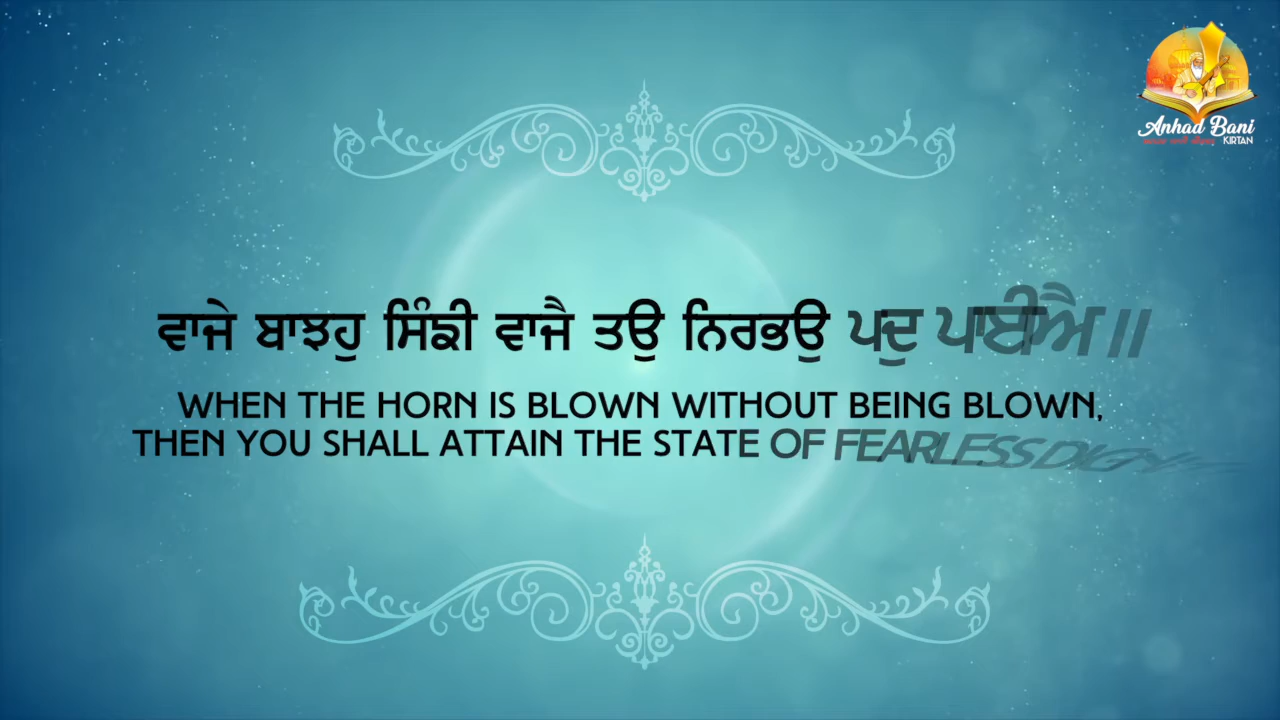 ਵਾਜੇ ਬਾਝਹੁ ਸਿੰਙੀ ਵਾਜੈ ਤਉ ਨਿਰਭਉ ਪਦੁ ਪਾਈਐ ॥
WHEN THE HORN IS BLOWN WITHOUT BEING BLOWN,
THEN YOU SHALL ATTAIN THE STATE OF FEARLESS
Anhad Bani
KIRTAN